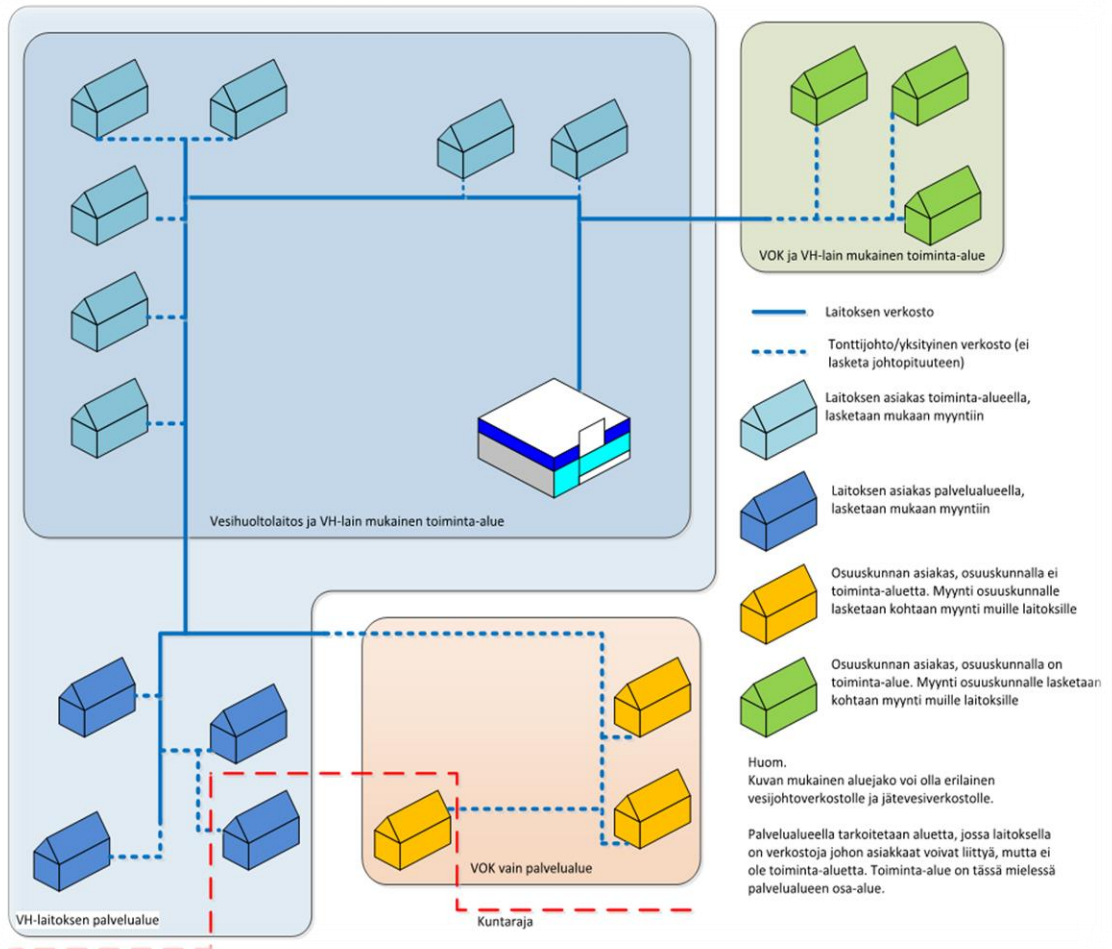 VOK ja VH-lain mukainen toiminta-alue
Laitoksen verkosto
Tonttijohto/yksityinen verkosto (ei
lasketa johtopituuteen)
Laitoksen asiakas toiminta-alueella,
lasketaan mukaan myyntiin
Laitoksen asiakas palvelualueella,
lasketaan mukaan myyntiin
Vesihuoltolaitos ja VH-lain mukainen toiminta-alue
Osuuskunnan asiakas, osuuskunnalla ei
toiminta-aluetta. Myynti osuuskunnalle
lasketaan kohtaan myynti muille laitoksille
Osuuskunnan asiakas, osuuskunnalla on
toiminta-alue. Myynti osuuskunnalle lasketaan
kohtaan myynti muille laitoksille
Huom.
Kuvan mukainen aluejako voi olla erilainen
vesijohtoverkostolle ja jätevesiverkostolle.
Palvelualueella tarkoitetaan aluetta, jossa laitoksella
on verkostoja johon asiakkaat voivat liittyä, mutta ei
ole toiminta-aluetta. Toiminta-alue on tässä mielessä
palvelualueen osa-alue.
VOK vain palvelualue
VH-laitoksen palvelualue
Kuntaraja